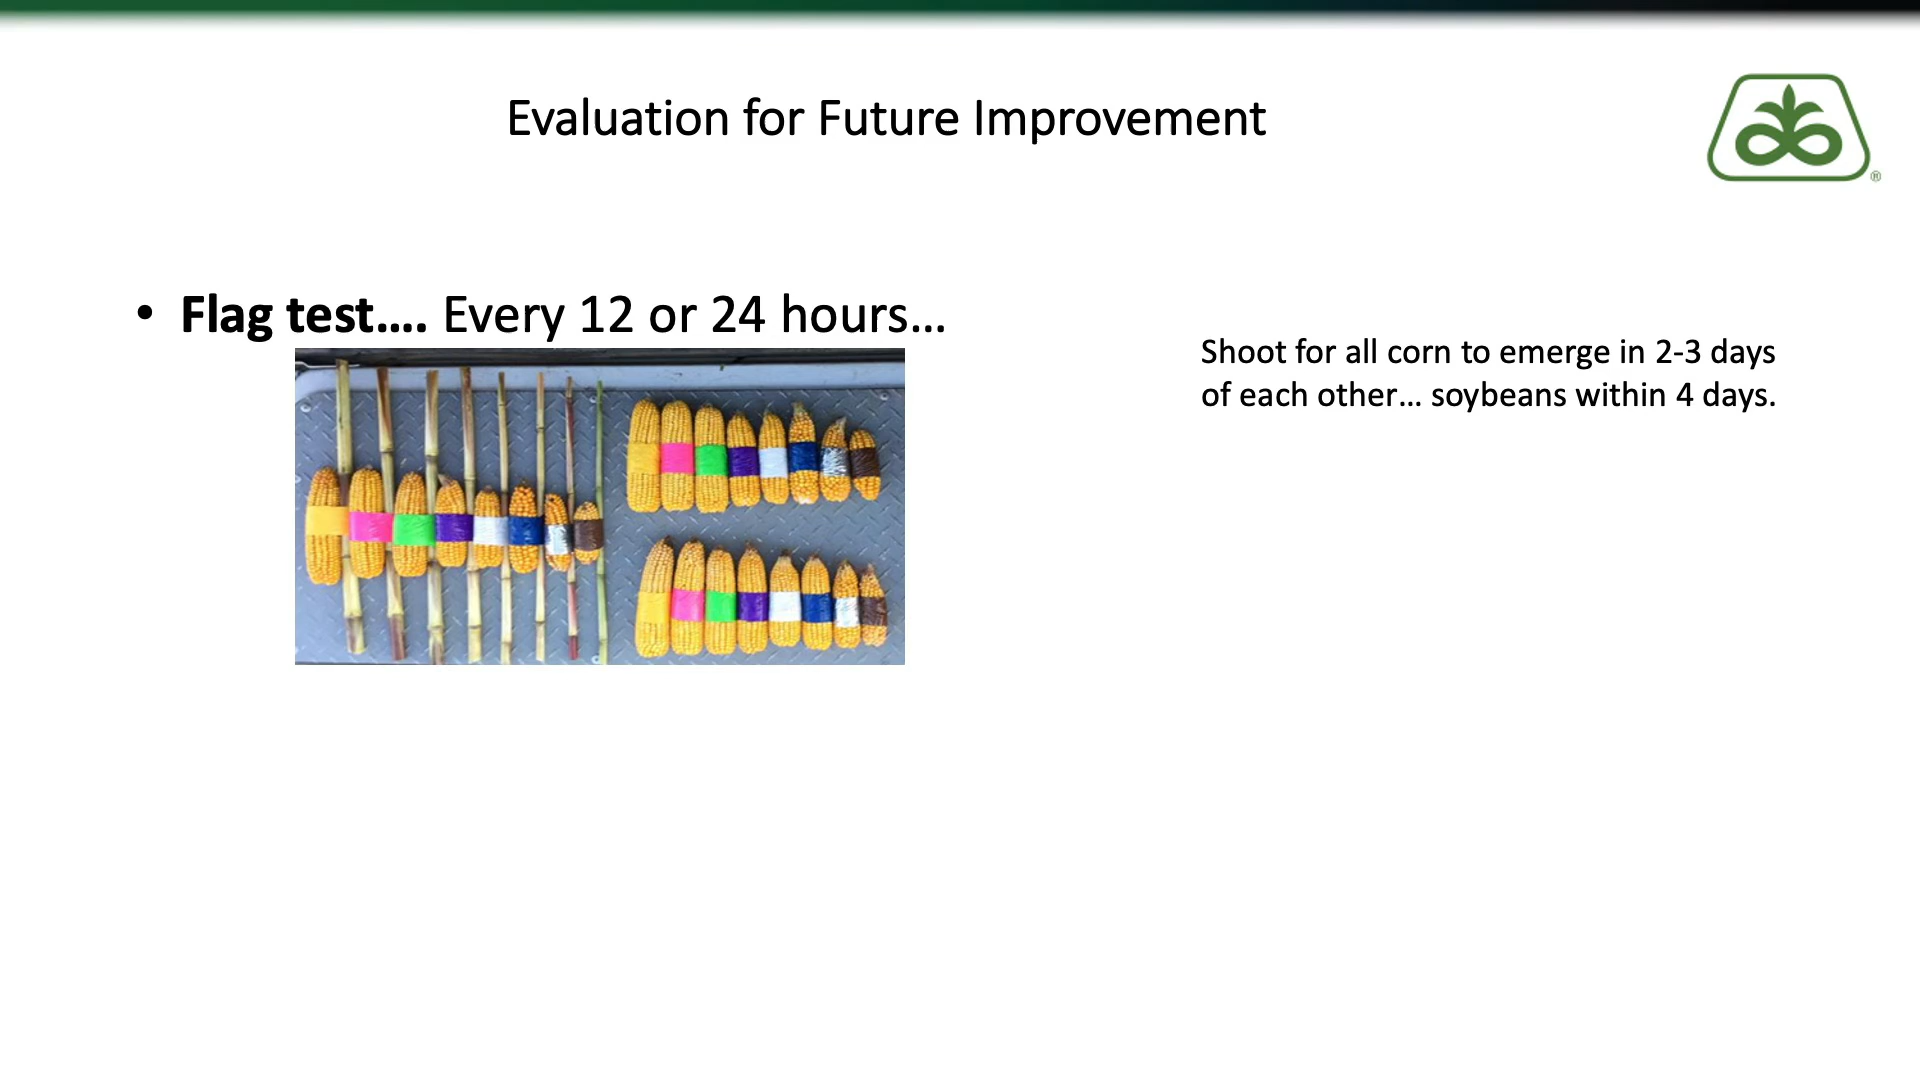 Evaluation for Future Improvement
®
• Flag test.... Every 12 or 24 hours...
Shoot for all corn to emerge in 2-3 days
of each other... soybeans within 4 days.